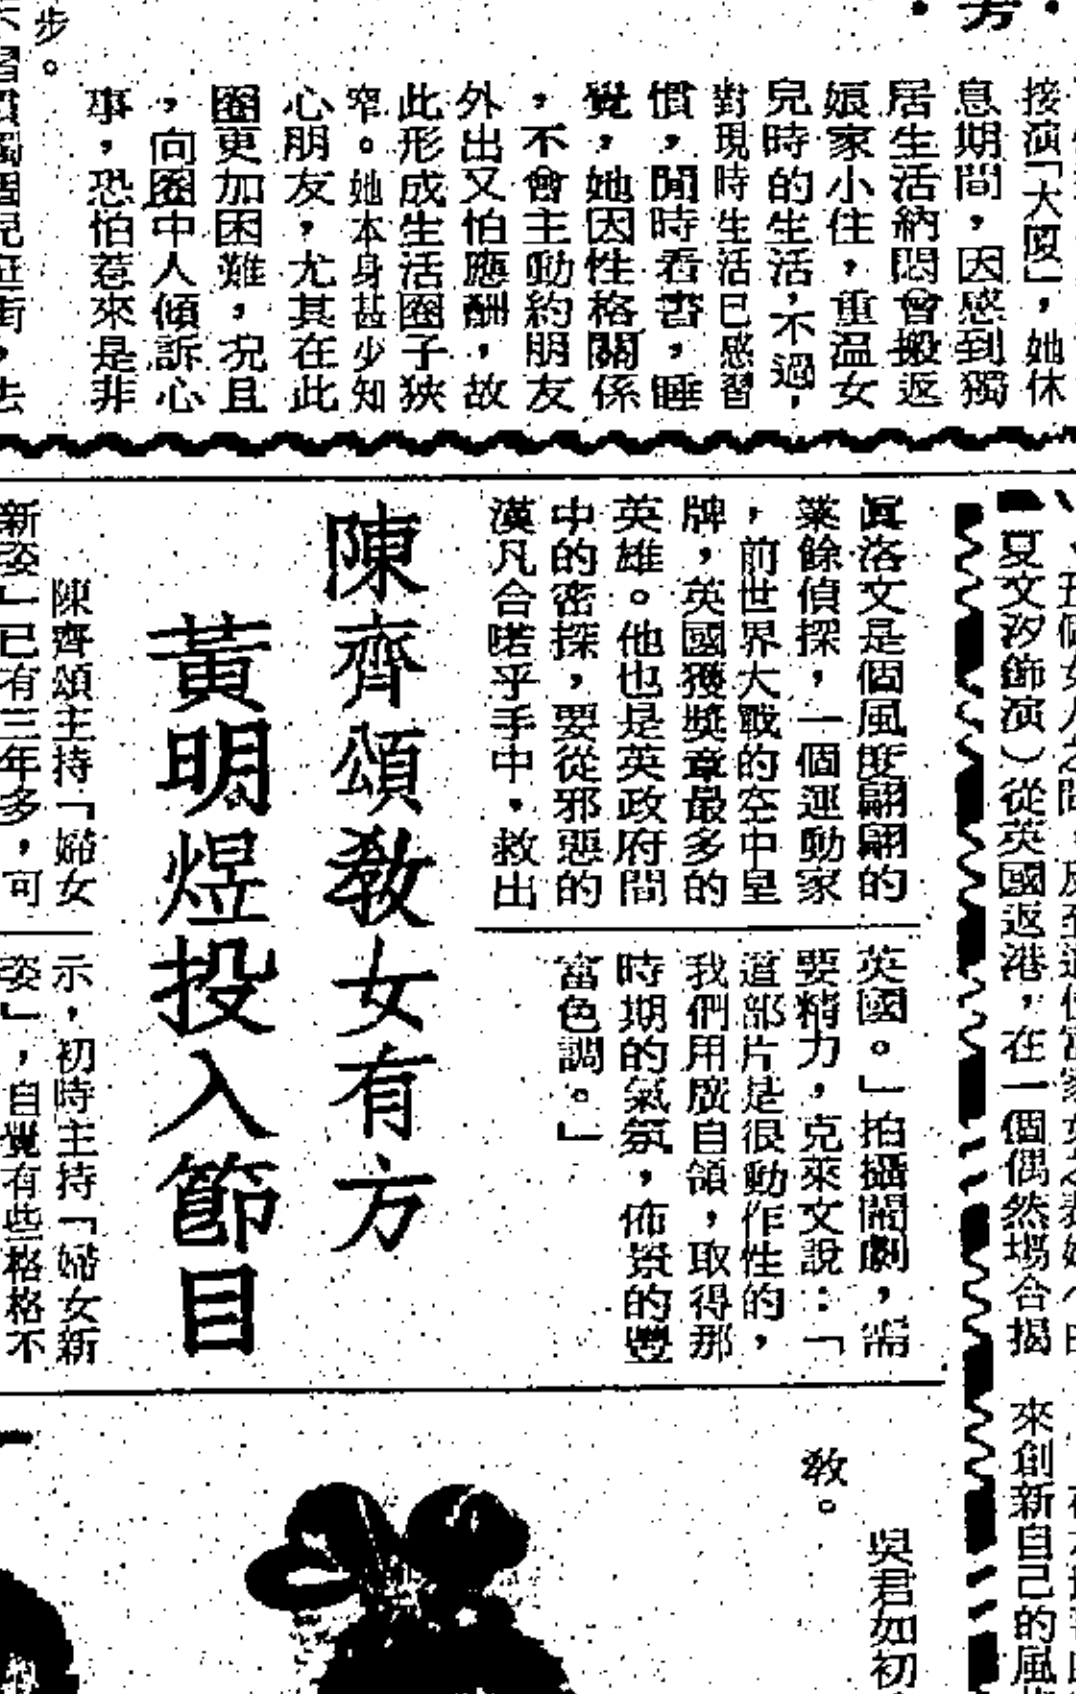 芳
接演「大廈」，她休
息期間，因感到獨
居生活納悶會搬返
娘家小住，重温女
兒時的生活，不過，
對現時生活已感習
慣，閒時看書，睡
覺，她因性格關係
，不會主動約朋友
外出又怕應酬，故
此形成生活圈子狹
窄。她本身甚少知
心朋友，尤其在此
圈更加困難，況且
，向圈中人傾訴心
事，恐怕惹來是非
步。
夏文汐飾演）從英國返港，在一個偶然場合揭
眞洛文是個風度翩翩的
業餘偵探，一個運動家
，前世界大戰的空中皇
牌，英國獲奬章最多的
英雄。他也是英政府間
中的密探，要從邪惡的
漢凡合喏乎手中，救出
英國。」拍攝鬧劇，需
要精力，克萊文說：「
這部片是很動作性的，
我們用廣自領，取得那
時期的氣氛，佈景的豐
富色調。」
陳齊頌敎女有方
黃明煜投入節目
陳齊頌主持「婦女
新姿」已有三年多，可
示，初時主持「婦女新
姿」，自覺有些格格不
來創新自己的風
敎。
吳君如初